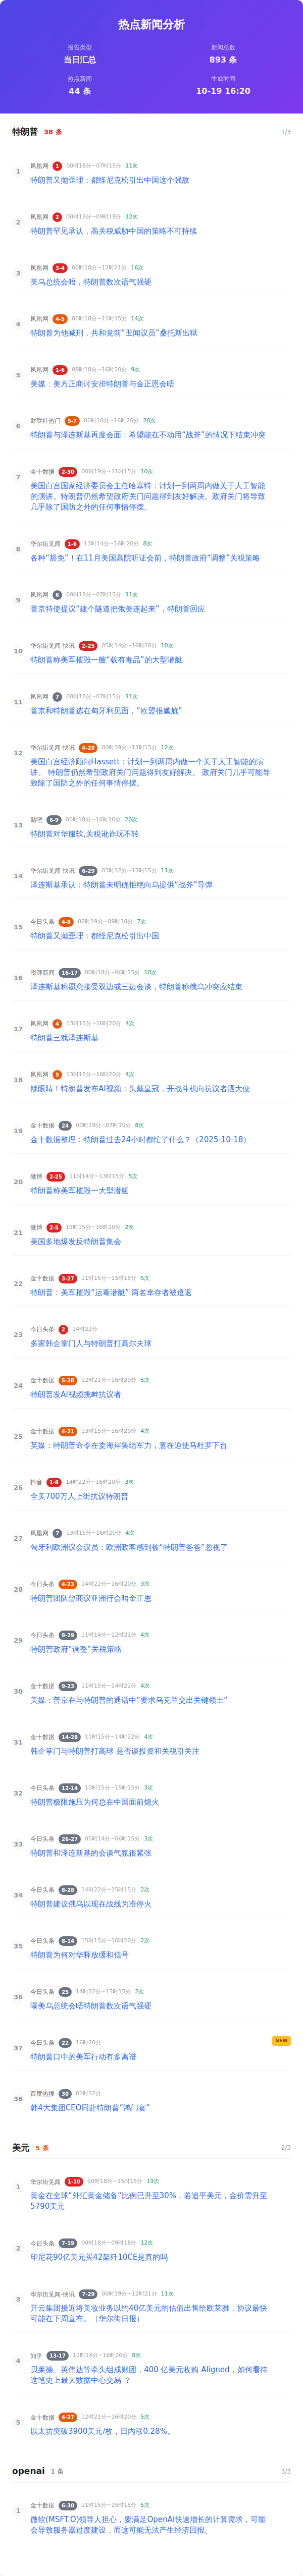 热点新闻分析
报告类型
当日汇总
新闻总数
893 条
热点新闻
44 条
生成时间
10-19 16:20
特朗普 38 条 1/3
1
凤凰网 1 00时18分~07时15分 11次
特朗普又抛歪理：都怪尼克松引出中国这个强敌
2
凤凰网 2 00时18分~09时18分 12次
特朗普罕见承认，高关税威胁中国的策略不可持续
3
凤凰网 3-4 00时18分~12时21分 16次
美乌总统会晤，特朗普数次语气强硬
4
凤凰网 4-5 00时18分~11时15分 14次
特朗普为他减刑，共和党前“丑闻议员”桑托斯出狱
5
凤凰网 1-6 09时18分~16时20分 9次
美媒：美方正商讨安排特朗普与金正恩会晤
6
财联社热门 5-7 00时18分~16时20分 20次
特朗普与泽连斯基再度会面：希望能在不动用“战斧”的情况下结束冲突
7
金十数据 2-30 00时19分~11时15分 10次
美国白宫国家经济委员会主任哈塞特：计划一到两周内做关于人工智能
的演讲。特朗普仍然希望政府关门问题得到友好解决。政府关门将导致
几乎除了国防之外的任何事情停摆。
8
华尔街见闻 1-6 11时14分~16时20分 8次
各种“豁免”！在11月美国高院听证会前，特朗普政府“调整”关税策略
9
凤凰网 6 00时18分~07时15分 11次
普京特使提议“建个隧道把俄美连起来”，特朗普回应
10
华尔街见闻-快讯 2-25 05时14分~16时20分 10次
特朗普称美军摧毁一艘“载有毒品”的大型潜艇
11
凤凰网 7 00时18分~07时15分 11次
普京和特朗普选在匈牙利见面，“欧盟很尴尬”
12
华尔街见闻-快讯 4-28 00时19分~13时15分 12次
美国白宫经济顾问Hassett：计划一到两周内做一个关于人工智能的演
讲。 特朗普仍然希望政府关门问题得到友好解决。 政府关门几乎可能导
致除了国防之外的任何事情停摆。
13
贴吧 6-9 00时18分~16时20分 20次
特朗普对华服软,关税讹诈玩不转
14
华尔街见闻-快讯 6-29 03时12分~15时15分 11次
泽连斯基承认：特朗普未明确拒绝向乌提供“战斧”导弹
15
今日头条 4-8 02时19分~09时18分 7次
特朗普又抛歪理：都怪尼克松引出中国
16
澎湃新闻 16-17 00时18分~06时15分 10次
泽连斯基称愿意接受双边或三边会谈，特朗普称俄乌冲突应结束
17
凤凰网 4 13时15分~16时20分 4次
特朗普三戏泽连斯基
18
凤凰网 5 13时15分~16时20分 4次
辣眼睛！特朗普发布AI视频：头戴皇冠，开战斗机向抗议者洒大便
19
金十数据 24 00时19分~07时15分 8次
金十数据整理：特朗普过去24小时都忙了什么？（2025-10-18）
20
微博 2-25 11时14分~13时15分 5次
特朗普称美军摧毁一大型潜艇
21
微博 2-5 15时15分~16时20分 2次
美国多地爆发反特朗普集会
22
金十数据 3-27 11时15分~15时15分 5次
特朗普：美军摧毁“运毒潜艇” 两名幸存者被遣返
23
今日头条 2 14时22分
多家韩企掌门人与特朗普打高尔夫球
24
金十数据 5-28 12时21分~16时20分 5次
特朗普发AI视频挑衅抗议者
25
金十数据 4-21 13时15分~16时20分 4次
英媒：特朗普命令在委海岸集结军力，意在迫使马杜罗下台
26
抖音 1-8 14时22分~16时20分 3次
全美700万人上街抗议特朗普
27
凤凰网 7 13时15分~16时20分 4次
匈牙利欧洲议会议员：欧洲政客感到被“特朗普爸爸”忽视了
28
今日头条 4-23 14时22分~16时20分 3次
特朗普团队曾商议亚洲行会晤金正恩
29
今日头条 9-29 11时14分~12时21分 4次
特朗普政府“调整”关税策略
30
金十数据 9-23 11时15分~14时22分 4次
美媒：普京在与特朗普的通话中“要求乌克兰交出关键领土”
31
金十数据 14-28 11时15分~14时22分 4次
韩企掌门与特朗普打高球 是否谈投资和关税引关注
32
今日头条 12-14 13时15分~15时15分 3次
特朗普极限施压为何总在中国面前熄火
33
今日头条 26-27 05时14分~06时15分 3次
特朗普和泽连斯基的会谈气氛很紧张
34
今日头条 8-28 14时22分~15时15分 2次
特朗普建议俄乌以现在战线为准停火
35
今日头条 8-14 15时15分~16时20分 2次
特朗普为何对华释放缓和信号
36
今日头条 25 14时22分~15时15分 2次
曝美乌总统会晤特朗普数次语气强硬
37
今日头条 22 16时20分 NEW
特朗普口中的美军行动有多离谱
38
百度热搜 30 01时12分
韩4大集团CEO同赴特朗普“鸿门宴”
美元 5 条 2/3
1
华尔街见闻 1-10 00时18分~15时15分 19次
黄金在全球“外汇黄金储备”比例已升至30%，若追平美元，金价需升至
5790美元
2
今日头条 7-19 00时18分~09时18分 12次
印尼花90亿美元买42架歼10CE是真的吗
3
华尔街见闻-快讯 7-29 00时19分~12时21分 11次
开云集团接近将美妆业务以约40亿美元的估值出售给欧莱雅，协议最快
可能在下周宣布。（华尔街日报）
4
知乎 13-17 11时14分~16时20分 8次
贝莱德、英伟达等牵头组成财团，400 亿美元收购 Aligned，如何看待
这笔史上最大数据中心交易 ？
5
金十数据 4-27 12时21分~16时20分 5次
以太坊突破3900美元/枚，日内涨0.28%。
openai 1 条 3/3
1
金十数据 6-30 11时15分~15时15分 5次
微软(MSFT.O)领导人担心，要满足OpenAI快速增长的计算需求，可能
会导致服务器过度建设，而这可能无法产生经济回报。